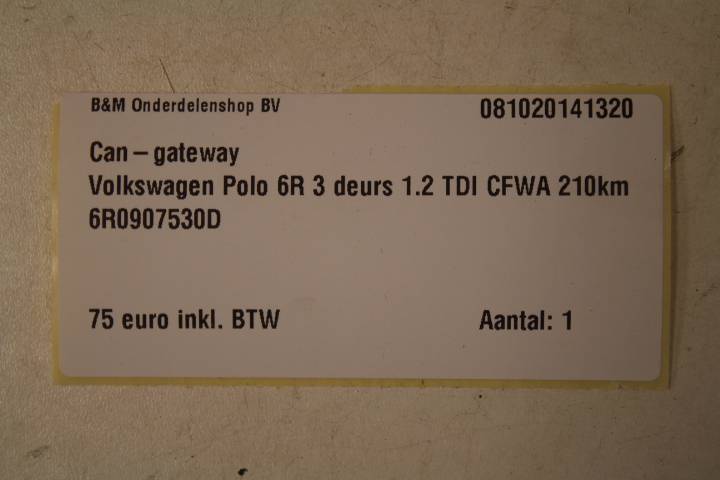 B&M Onderdelenshop BV 081020141320
Can - gateway
Volkswagen Polo 6R 3 deurs 1.2 TDI CFWA 210km
6R0907530D
75 euro inkl. BTW Aantal: 1